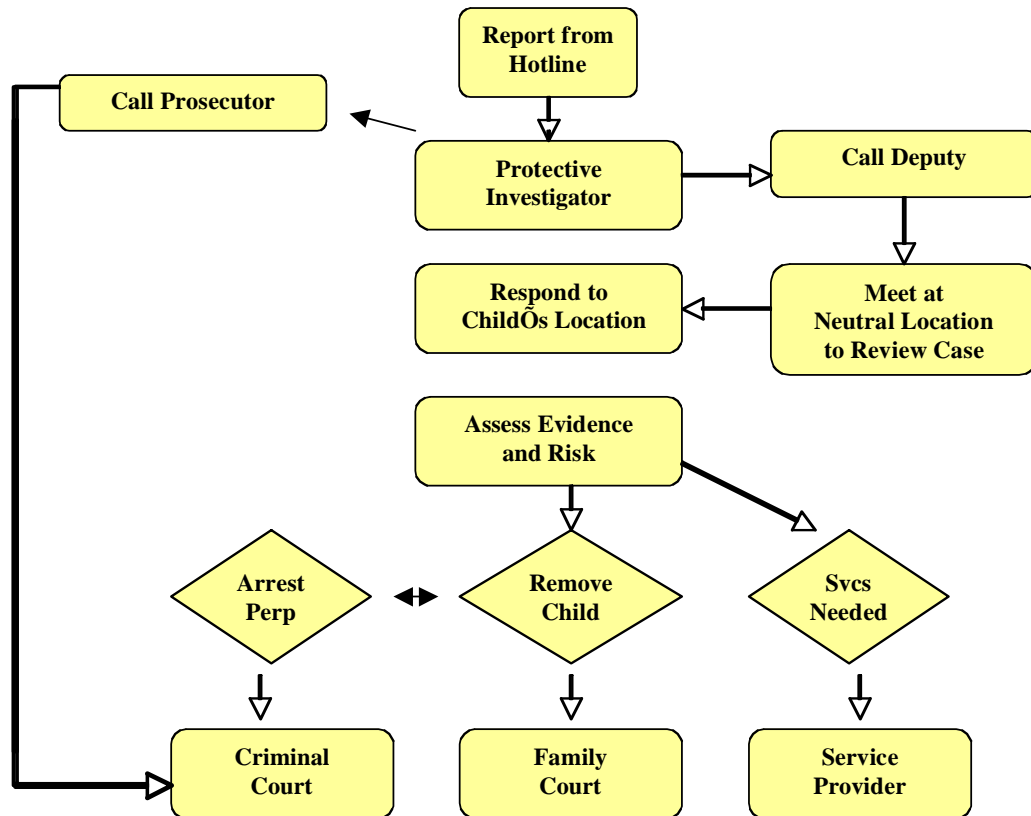 Report from
Hotline
Call Prosecutor
Protective
Investigator
Call Deputy
Respond to
ChildÕs Location
Meet at
Neutral Location
to Review Case
Assess Evidence
and Risk
Arrest
Perp
Remove
Child
Svcs
Needed
Criminal
Court
Family
Court
Service
Provider